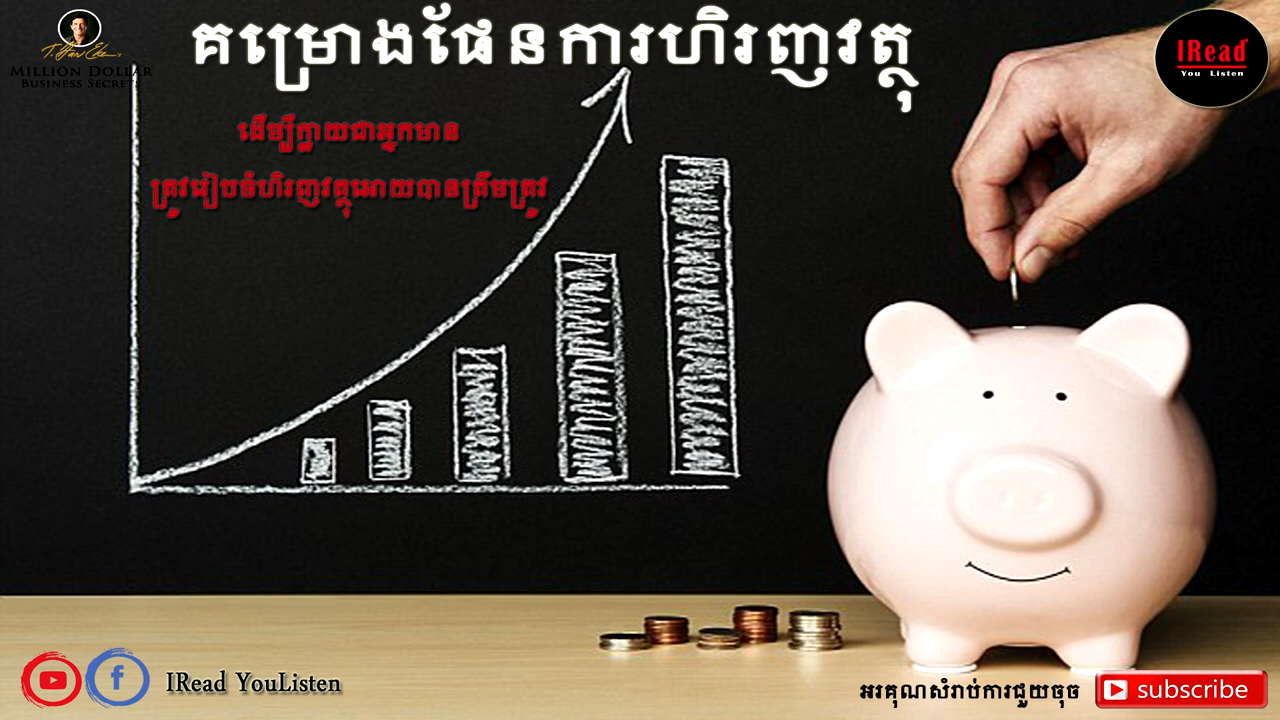 T. Harv Eker's
MILLION DOLLAR
BUSINESS SECRETS
គម្រោងផែនការហិរញវត្ថុ
IRead
You Listen
ដើម្បីក្លាយជាអ្នកមាន
ត្រូវរៀបចំហិរញវត្ថុអោយបានត្រឹមត្រូវ
IRead YouListen
អរគុណសំរាប់ការជួយចុច
subscribe